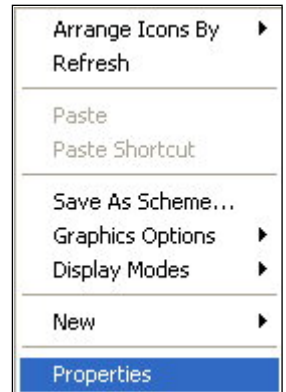 Arrange Icons By
Refresh
Paste
Paste Shortcut
Save As Scheme...
Graphics Options
Display Modes
New
Properties